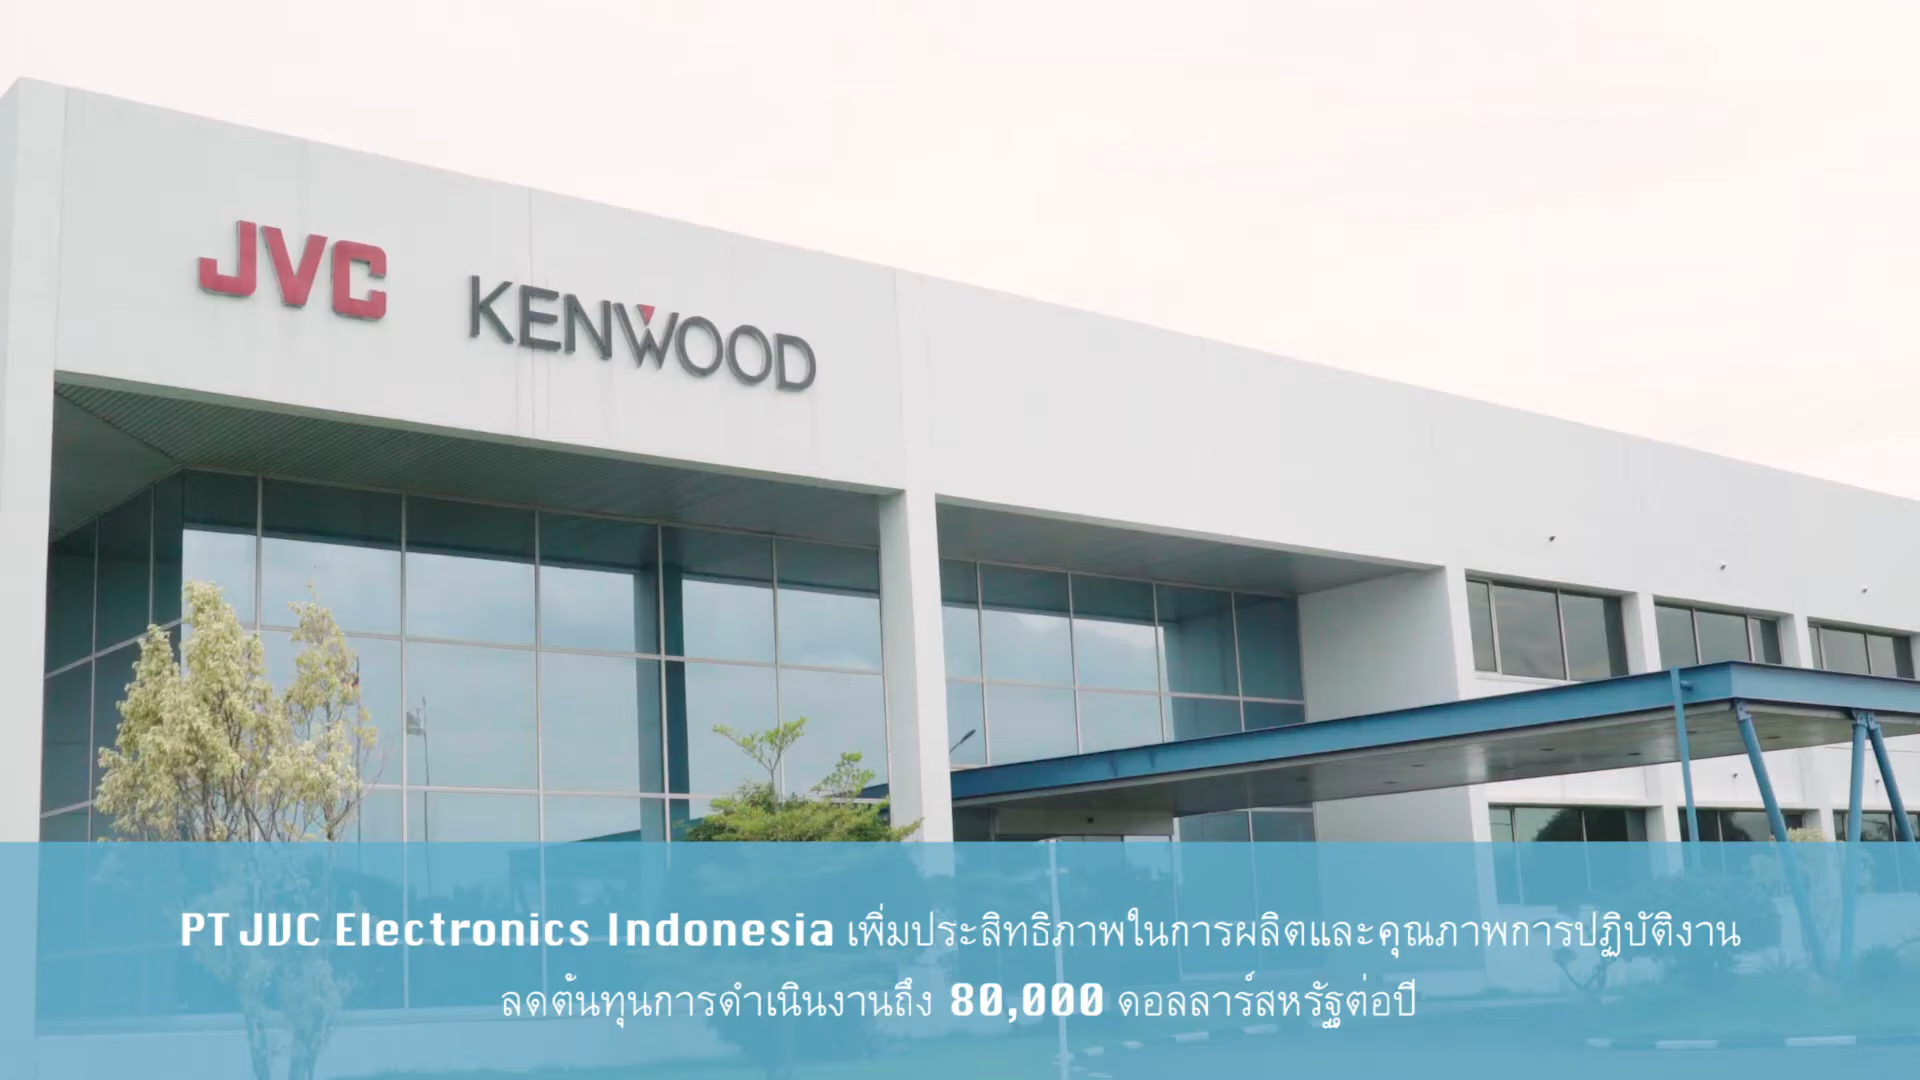 JVC KENWOOD
PT JVC Electronics Indonesia เพิ่มประสิทธิภาพในการผลิตและคุณภาพการปฏิบัติงาน
ลดต้นทุนการดำเนินงานถึง 80,000 ดอลลาร์สหรัฐต่อปี